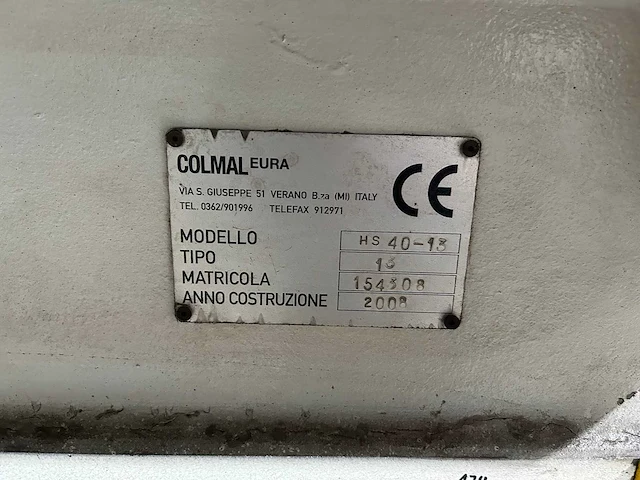 COLMAL EURA
VIA S. GIUSEPPE 51 VERANO B.za (MI) ITALY
TEL. 0362/901996 TELEFAX 912971
CE
MODELLO HS 40-13
TIPO 13
MATRICOLA 154308
ANNO COSTRUZIONE 2008